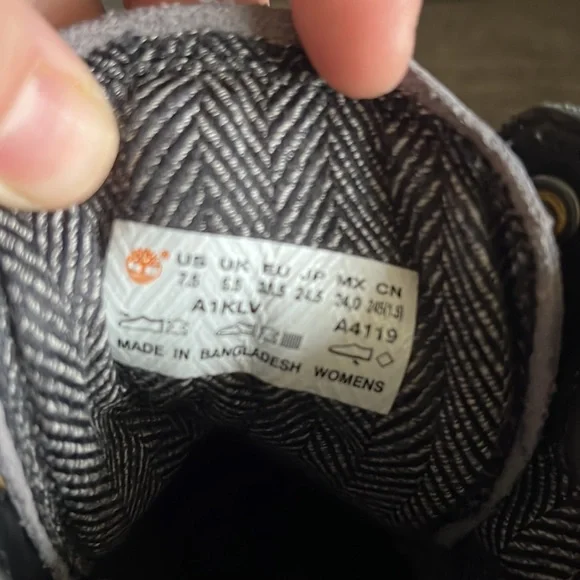 US UK EU JP MX CN
7.5 5.5 38.5 24.5 24.0 245(1.5)
A1KLV A4119
MADE IN BANGLADESH WOMENS